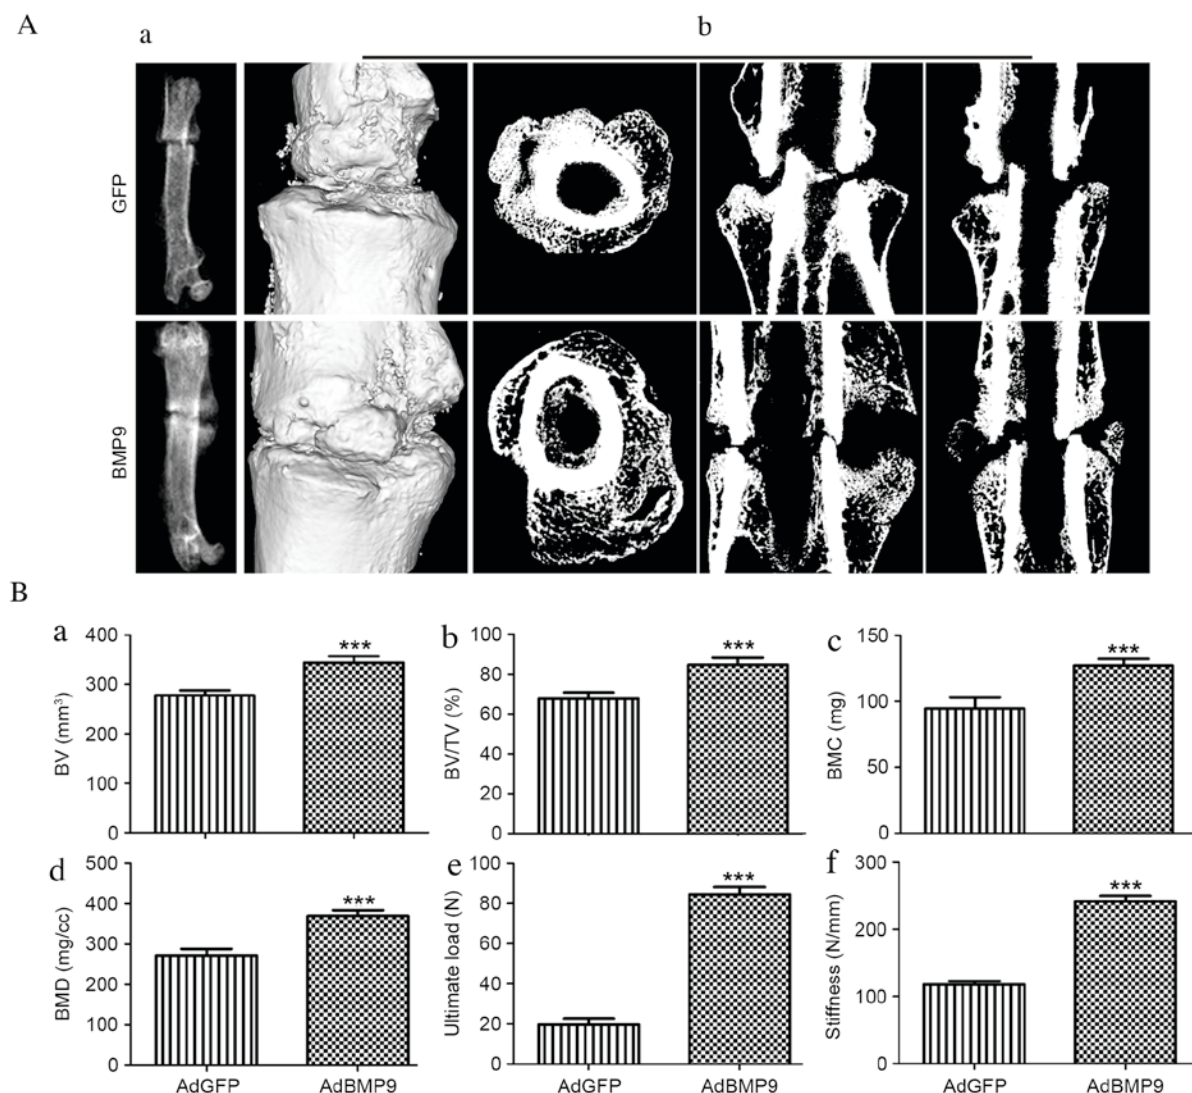 A
a
b
GFP
BMP9
B
a
400
300
200
100
0
BV (mm³)
***
b
100
80
60
40
20
0
BV/TV (%)
***
c
150
100
50
0
BMC (mg)
***
d
500
400
300
200
100
0
BMD (mg/cc)
***
AdGFP
AdBMP9
e
100
80
60
40
20
0
Ultimate load (N)
***
AdGFP
AdBMP9
f
300
200
100
0
Stiffness (N/mm)
***
AdGFP
AdBMP9